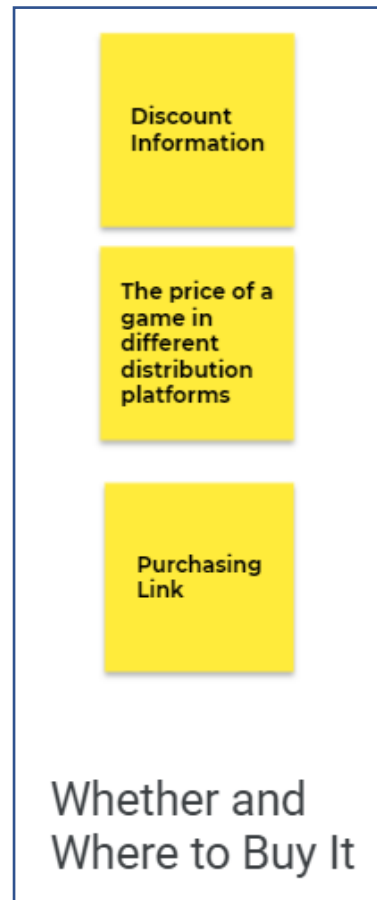 Discount
Information
The price of a
game in
different
distribution
platforms
Purchasing
Link
Whether and
Where to Buy It